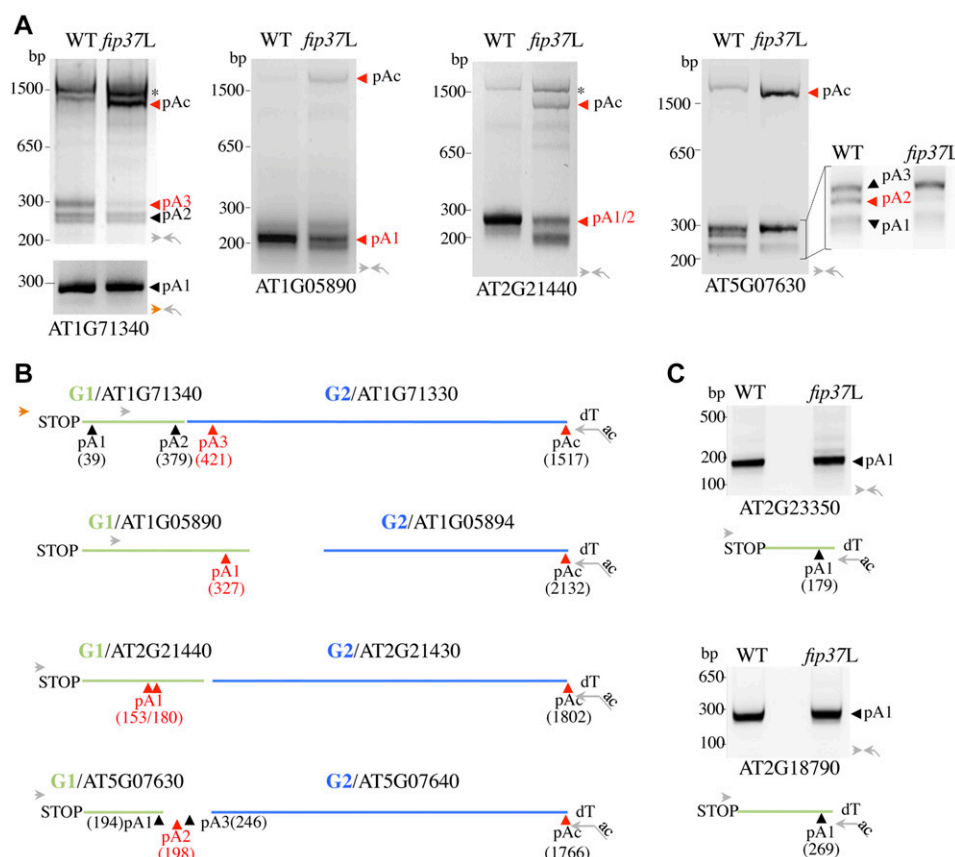 A
WT fip37L
bp
1500
650
300
200
*
pAc
pA3
pA2
300
pA1
AT1G71340
WT fip37L
bp
1500
650
300
200
pAc
pA1
AT1G05890
WT fip37L
bp
1500
650
300
200
*
pAc
pA1/2
AT2G21440
WT fip37L
bp
1500
650
300
200
pAc
WT fip37L
pA3
pA2
pA1
AT5G07630
B
G1/AT1G71340 G2/AT1G71330
STOP dT
ac
pA1 pA2 pA3 pAc
(39) (379) (421) (1517)
G1/AT1G05890 G2/AT1G05894
STOP dT
ac
pA1 pAc
(327) (2132)
G1/AT2G21440 G2/AT2G21430
STOP dT
ac
pA1 pAc
(153/180) (1802)
G1/AT5G07630 G2/AT5G07640
STOP dT
ac
(194)pA1 pA3(246)
pA2 pAc
(198) (1766)
C
WT fip37L
bp
500
200
100
pA1
AT2G23350
STOP dT
ac
pA1
(179)
WT fip37L
bp
650
300
100
pA1
AT2G18790
STOP dT
ac
pA1
(269)